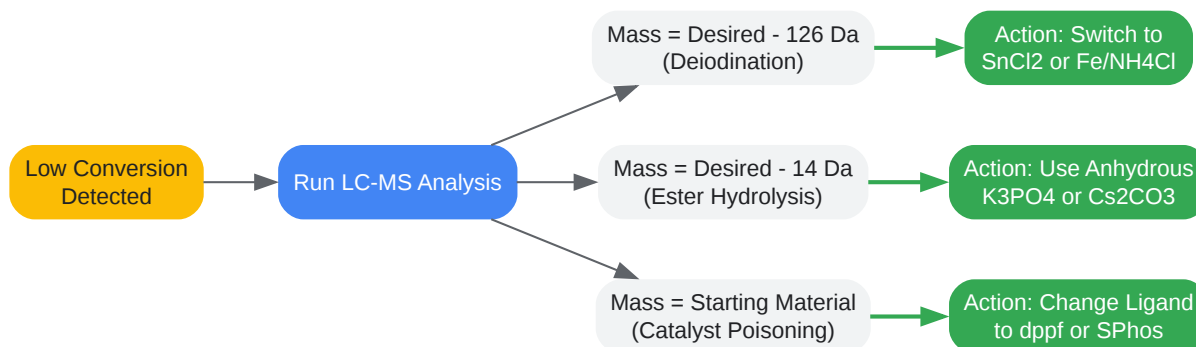 Low Conversion
Detected
Run LC-MS Analysis
Mass = Desired - 126 Da
(Deiodination)
Action: Switch to
SnCl2 or Fe/NH4Cl
Mass = Desired - 14 Da
(Ester Hydrolysis)
Action: Use Anhydrous
K3PO4 or Cs2CO3
Mass = Starting Material
(Catalyst Poisoning)
Action: Change Ligand
to dppf or SPhos